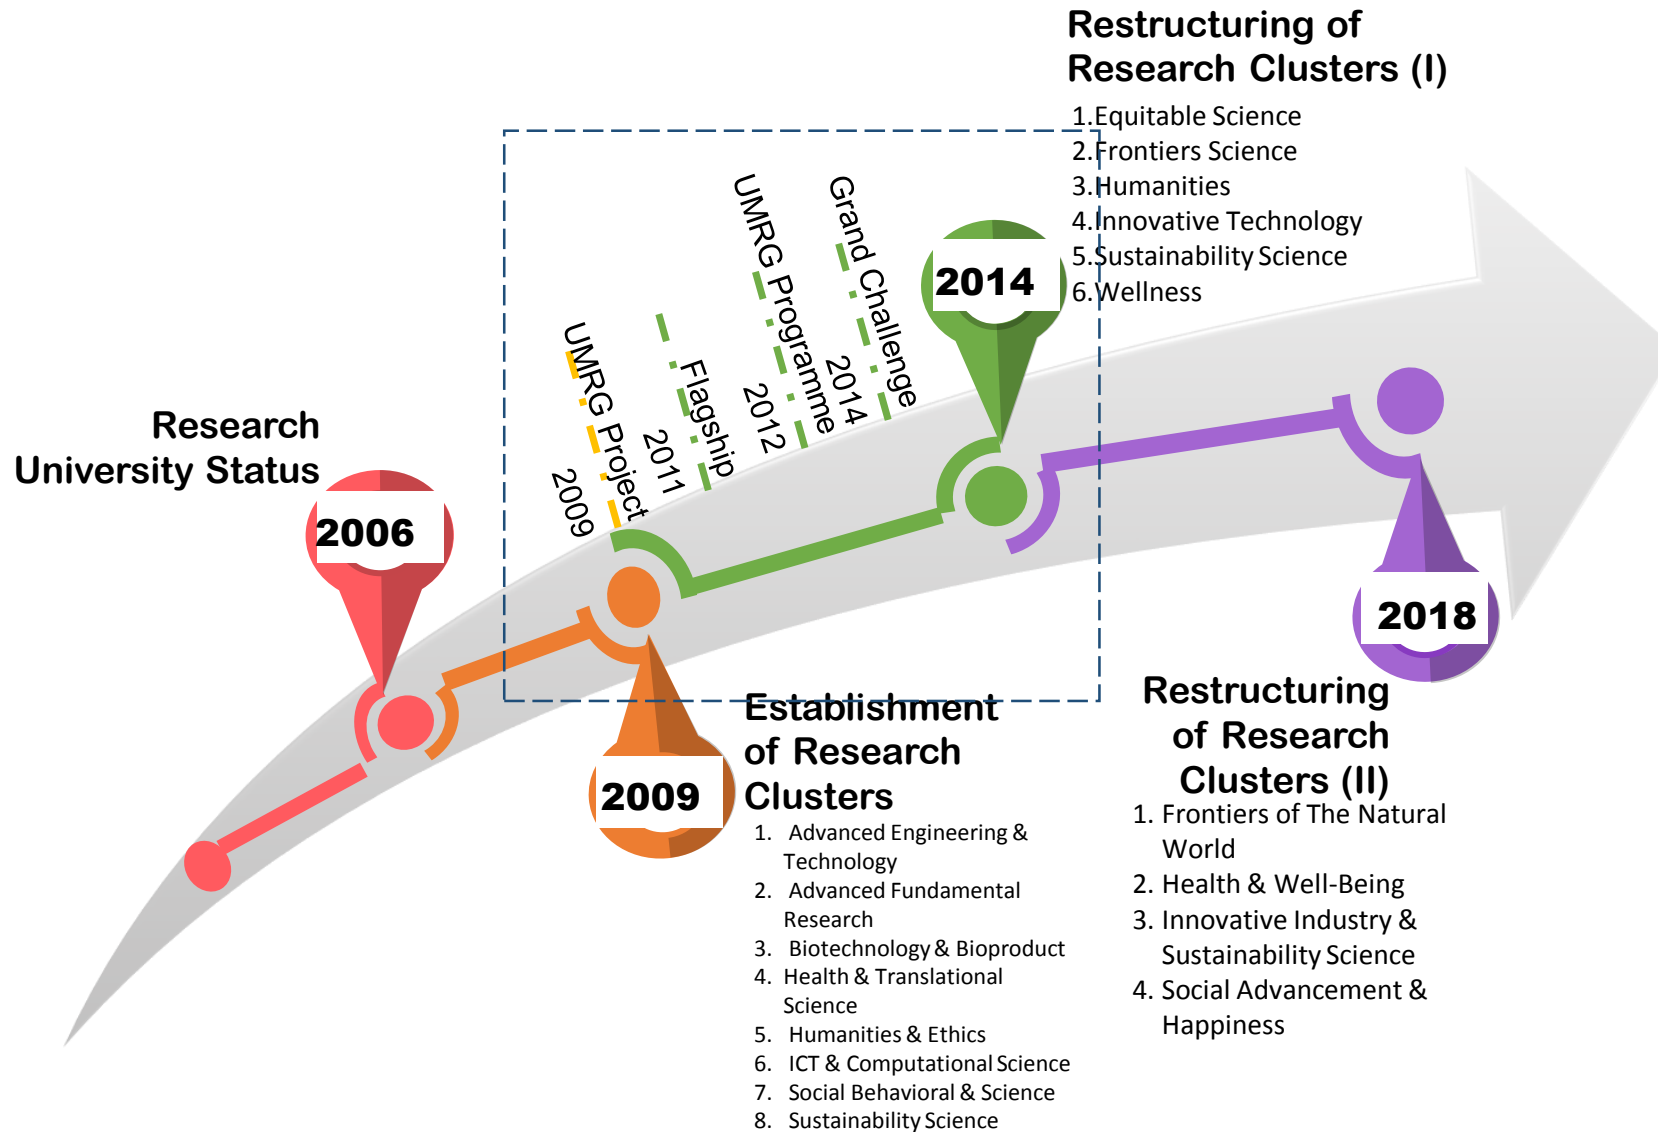 Research
University Status
2006
2009
UMRG Project
2011
Flagship
2012
UMRG Programme
2014
Grand Challenge
2009
Establishment
of Research
Clusters
1. Advanced Engineering &
Technology
2. Advanced Fundamental
Research
3. Biotechnology & Bioproduct
4. Health & Translational
Science
5. Humanities & Ethics
6. ICT & Computational Science
7. Social Behavioral & Science
8. Sustainability Science
2014
Restructuring of
Research Clusters (I)
1.Equitable Science
2.Frontiers Science
3.Humanities
4.Innovative Technology
5.Sustainability Science
6.Wellness
2018
Restructuring
of Research
Clusters (II)
1. Frontiers of The Natural
World
2. Health & Well-Being
3. Innovative Industry &
Sustainability Science
4. Social Advancement &
Happiness